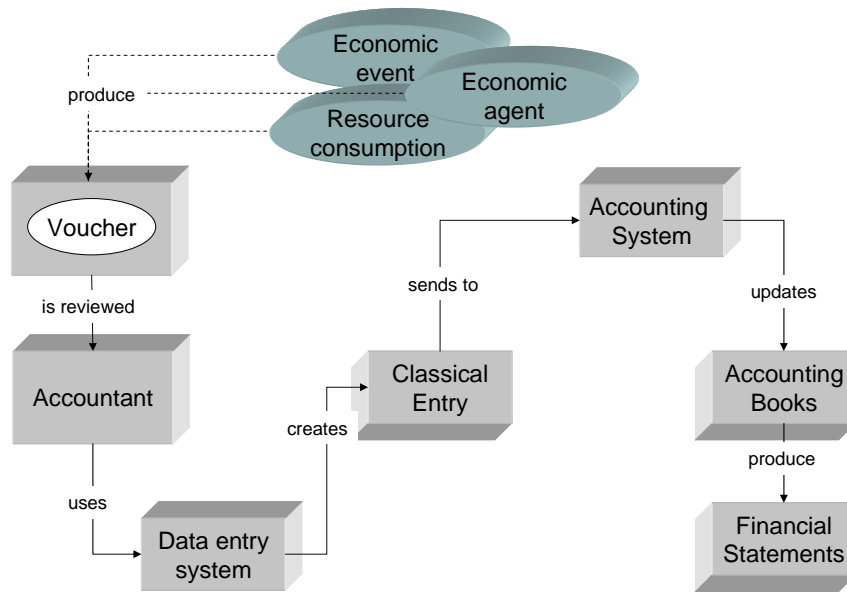 Economic
event
Economic
agent
produce
Resource
consumption
Voucher
is reviewed
Accountant
uses
Data entry
system
creates
Classical
Entry
sends to
Accounting
System
updates
Accounting
Books
produce
Financial
Statements